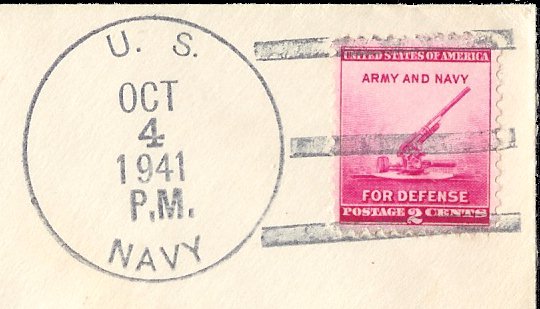 U. S.
OCT
4
1941
P.M.
NAVY
UNITED STATES OF AMERICA
ARMY AND NAVY
FOR DEFENSE
POSTAGE 2 CENTS